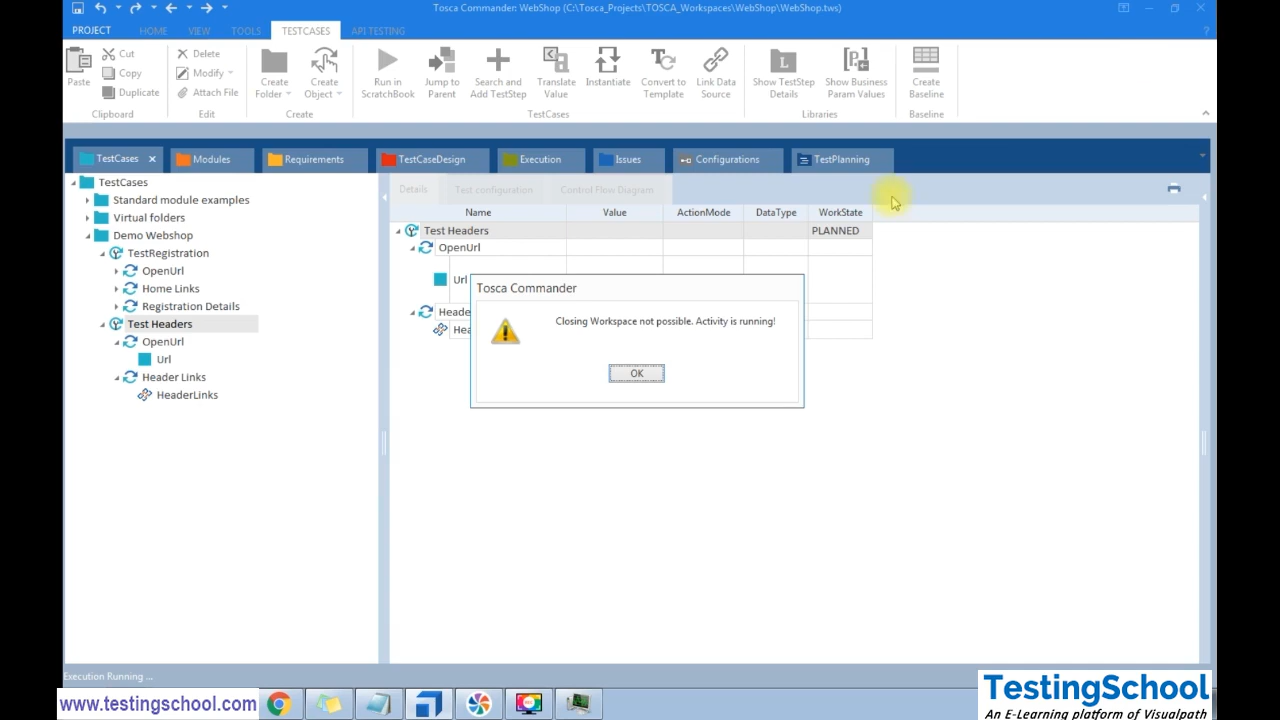 Tosca Commander: WebShop (C:\Tosca_Projects\TOSCA_Workspaces\WebShop\WebShop.tws)
PROJECT HOME VIEW TOOLS TESTCASES API TESTING
Paste
Cut
Copy
Duplicate
Clipboard
Delete
Modify
Attach File
Edit
Create Folder
Create Object
Create
Run in ScratchBook
Jump to Parent
Search and Add TestStep
Translate Value
Instantiate
Convert to Template
Link Data Source
TestCases
Show TestStep Details
Show Business Param Values
Libraries
Create Baseline
Baseline
TestCases Modules Requirements TestCaseDesign Execution Issues Configurations TestPlanning
TestCases
Standard module examples
Virtual folders
Demo Webshop
TestRegistration
OpenUrl
Home Links
Registration Details
Test Headers
OpenUrl
Url
Header Links
HeaderLinks
Details Test configuration Control Flow Diagram
Name Value ActionMode DataType WorkState
Test Headers PLANNED
OpenUrl
Url
Heade
Hea
Tosca Commander
Closing Workspace not possible. Activity is running!
OK
Execution Running ...
www.testingschool.com
TestingSchool
An E-Learning platform of Visualpath